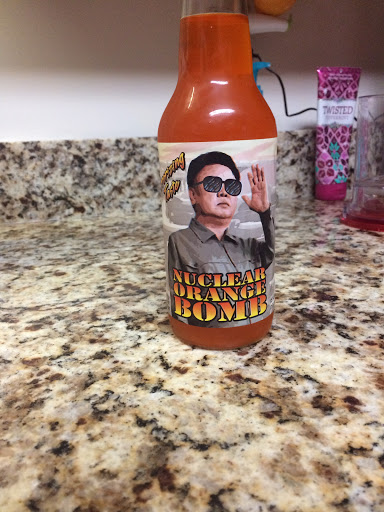 NUCLEAR
ORANGE
BOMB
TWISTED